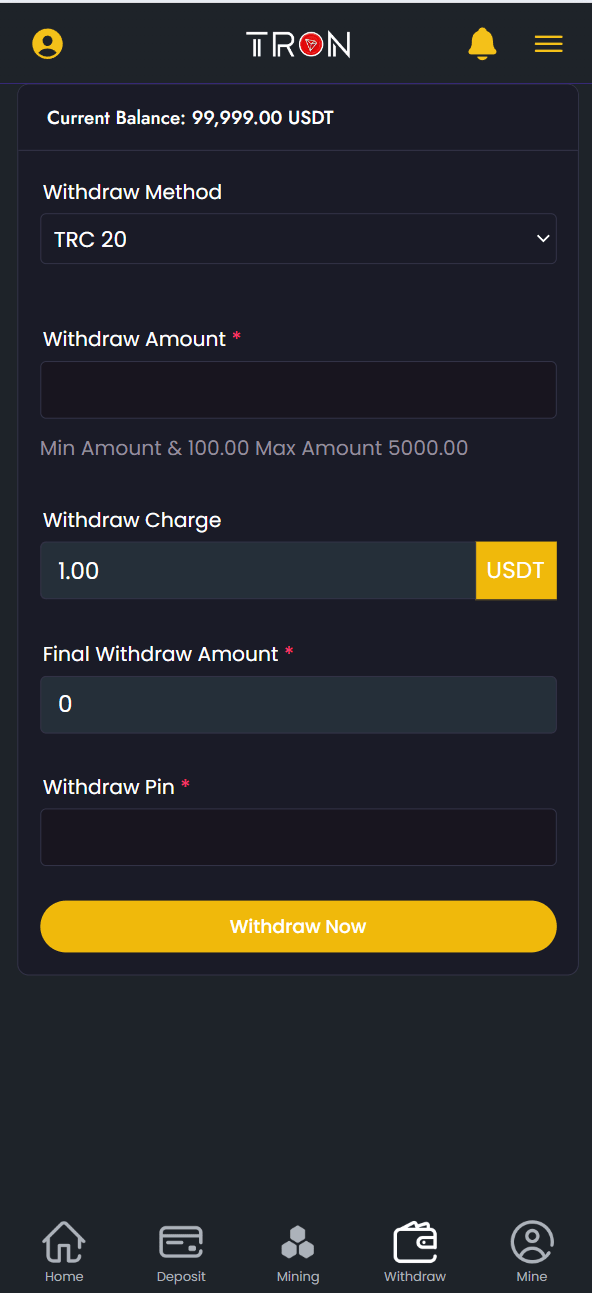 TRON
Current Balance: 99,999.00 USDT
Withdraw Method
TRC 20
Withdraw Amount *
Min Amount & 100.00 Max Amount 5000.00
Withdraw Charge
1.00 USDT
Final Withdraw Amount *
0
Withdraw Pin *
Withdraw Now
Home Deposit Mining Withdraw Mine